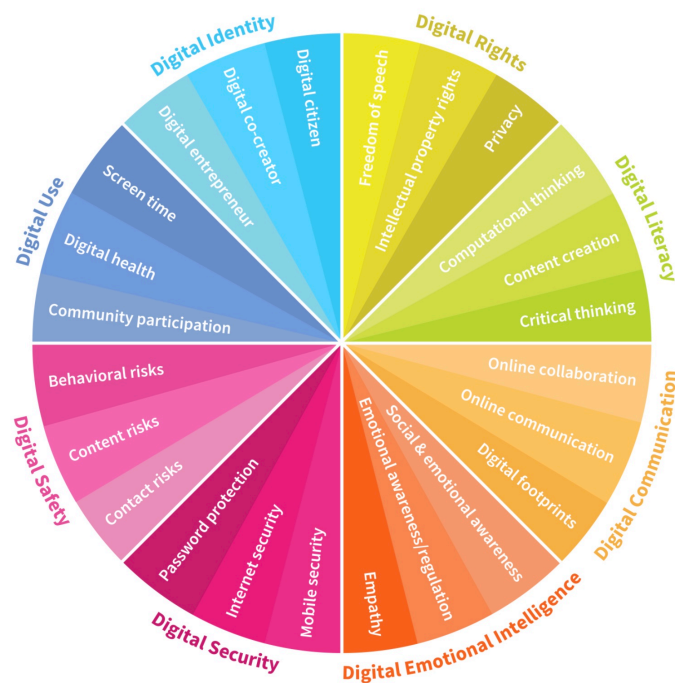 Digital Identity
Digital citizen
Digital co-creator
Digital entrepreneur
Digital Rights
Freedom of speech
Intellectual property rights
Privacy
Digital Literacy
Computational thinking
Content creation
Critical thinking
Digital Communication
Online collaboration
Online communication
Digital footprints
Digital Emotional Intelligence
Social & emotional awareness
Emotional awareness/regulation
Empathy
Digital Security
Mobile security
Internet security
Password protection
Digital Safety
Contact risks
Content risks
Behavioral risks
Digital Use
Community participation
Digital health
Screen time